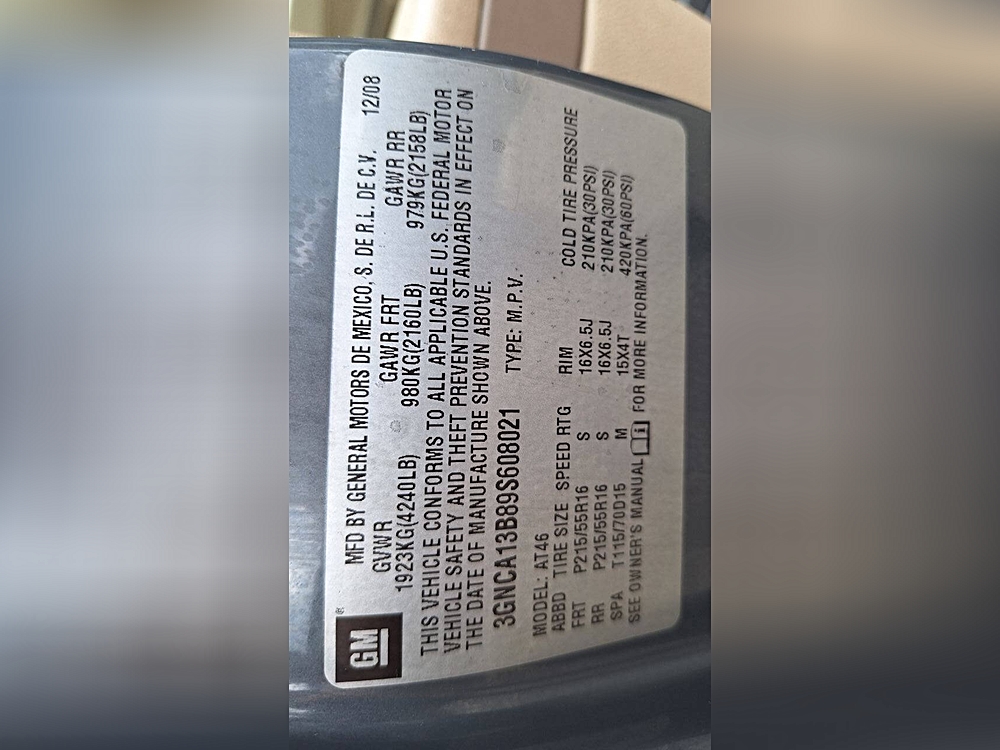 GM ®
MFD BY GENERAL MOTORS DE MEXICO, S. DE R.L. DE C.V. 12/08
GVWR GAWR FRT GAWR RR
1923KG(4240LB) 980KG(2160LB) 979KG(2158LB)
THIS VEHICLE CONFORMS TO ALL APPLICABLE U.S. FEDERAL MOTOR
VEHICLE SAFETY AND THEFT PREVENTION STANDARDS IN EFFECT ON
THE DATE OF MANUFACTURE SHOWN ABOVE.
3GNCA13B89S608021 TYPE: M.P.V.
MODEL: AT46
ABBD TIRE SIZE SPEED RTG RIM COLD TIRE PRESSURE
FRT P215/55R16 S 16X6.5J 210KPA(30PSI)
RR P215/55R16 S 16X6.5J 210KPA(30PSI)
SPA T115/70D15 M 15X4T 420KPA(60PSI)
SEE OWNER'S MANUAL i FOR MORE INFORMATION.